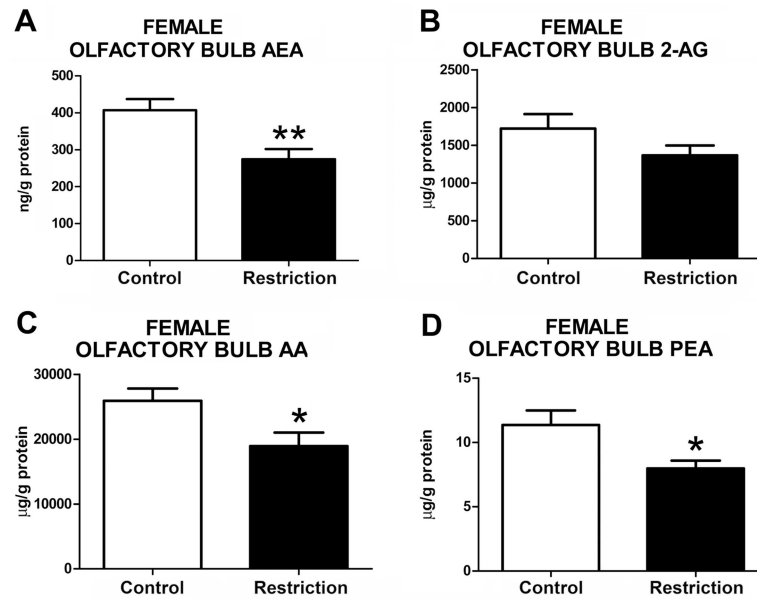 A
FEMALE
OLFACTORY BULB AEA
500
400
300
200
100
0
ng/g protein
**
Control Restriction
B
FEMALE
OLFACTORY BULB 2-AG
2500
2000
1500
1000
500
0
μg/g protein
Control Restriction
C
FEMALE
OLFACTORY BULB AA
30000
20000
10000
0
μg/g protein
*
Control Restriction
D
FEMALE
OLFACTORY BULB PEA
15
10
5
0
μg/g protein
*
Control Restriction